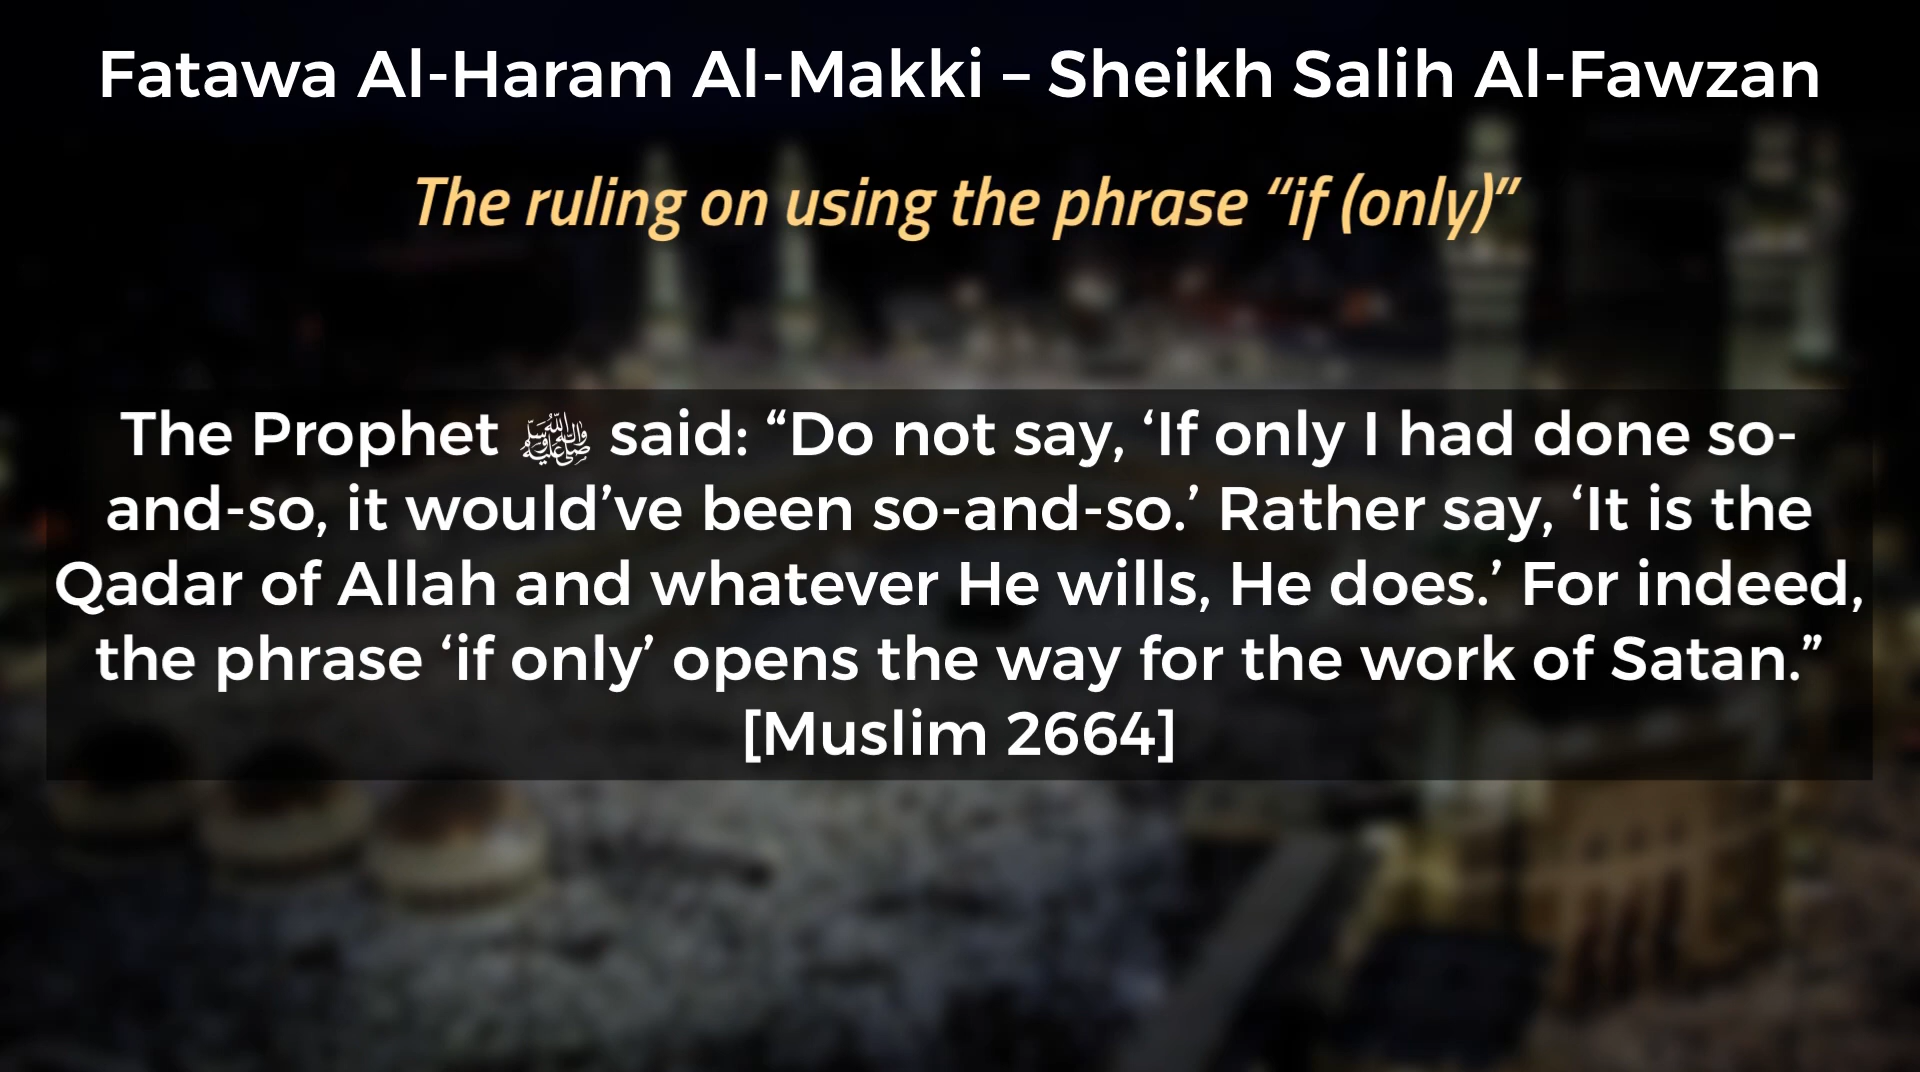 Fatawa Al-Haram Al-Makki – Sheikh Salih Al-Fawzan
The ruling on using the phrase “if (only)”
The Prophet ﷺ said: “Do not say, ‘If only I had done so-
and-so, it would’ve been so-and-so.’ Rather say, ‘It is the
Qadar of Allah and whatever He wills, He does.’ For indeed,
the phrase ‘if only’ opens the way for the work of Satan.”
[Muslim 2664]